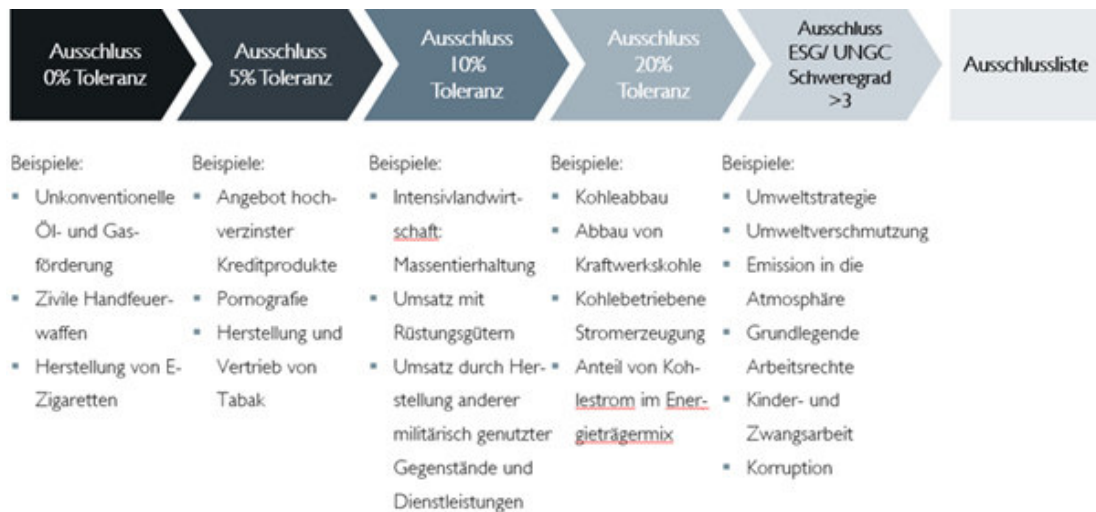 Ausschluss
0% Toleranz
Ausschluss
5% Toleranz
Ausschluss
10%
Toleranz
Ausschluss
20%
Toleranz
Ausschluss
ESG/ UNGC
Schweregrad
>3
Ausschlussliste
Beispiele:
▪ Unkonventionelle
Öl- und Gas-
förderung
▪ Zivile Handfeuer-
waffen
▪ Herstellung von E-
Zigaretten
Beispiele:
▪ Angebot hoch-
verzinster
Kreditprodukte
▪ Pornografie
▪ Herstellung und
Vertrieb von
Tabak
Beispiele:
▪ Intensivlandwirt-
schaft:
Massentierhaltung
▪ Umsatz mit
Rüstungsgütern
▪ Umsatz durch Her-
stellung anderer
militärisch genutzter
Gegenstände und
Dienstleistungen
Beispiele:
▪ Kohleabbau
▪ Abbau von
Kraftwerkskohle
▪ Kohlebetriebene
Stromerzeugung
▪ Anteil von Koh-
lestrom im Ener-
gieträgermix
Beispiele:
▪ Umweltstrategie
▪ Umweltverschmutzung
▪ Emission in die
Atmosphäre
▪ Grundlegende
Arbeitsrechte
▪ Kinder- und
Zwangsarbeit
▪ Korruption